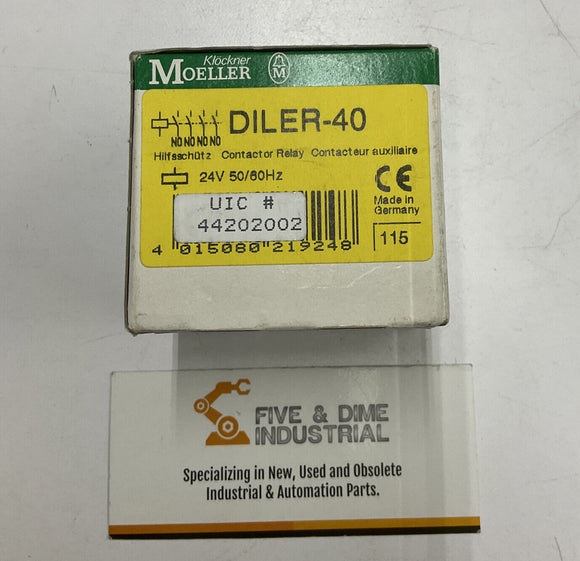 Klöckner
MOELLER
M
DILER-40
NO NO NO NO
Hilfsschütz Contactor Relay Contacteur auxiliaire
24V 50/60Hz
CE
UIC #
44202002
Made in
Germany
4 015080 219248
115
FIVE & DIME
INDUSTRIAL
Specializing in New, Used and Obsolete
Industrial & Automation Parts.